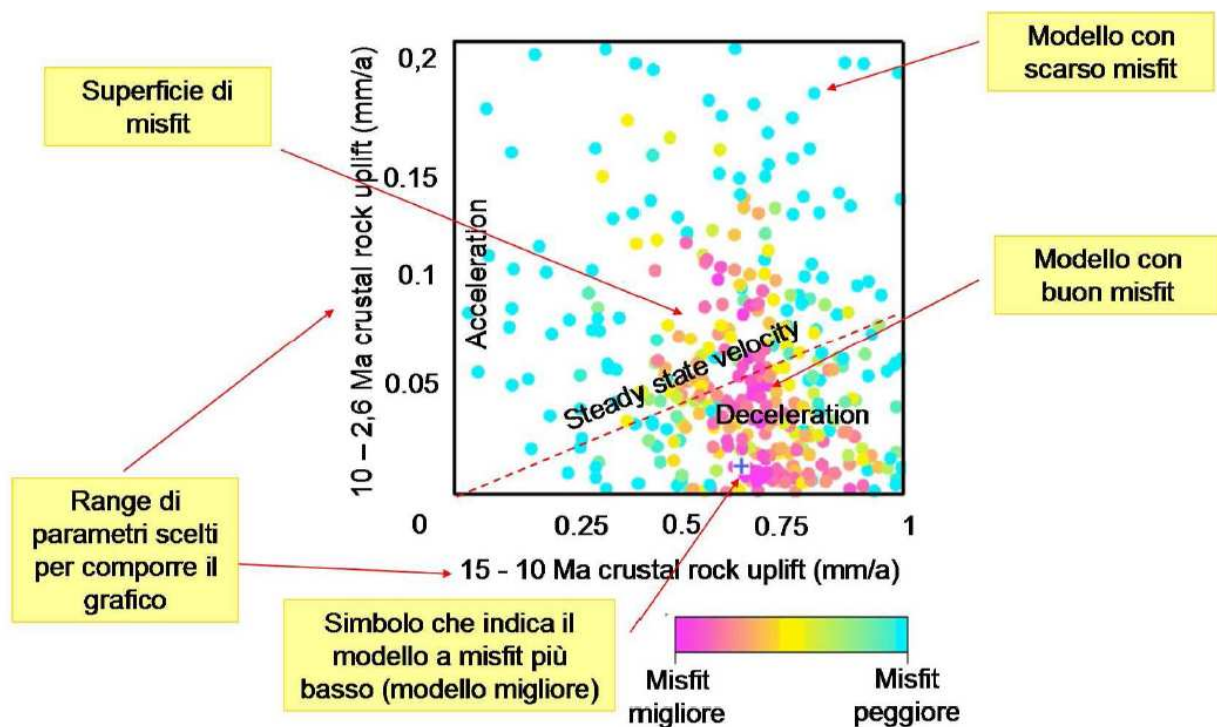 Superficie di
misfit
Modello con
scarso misfit
Modello con
buon misfit
Range di
parametri scelti
per comporre il
grafico
Simbolo che indica il
modello a misfit più
basso (modello migliore)
10 – 2,6 Ma crustal rock uplift (mm/a)
0,2
0.15
0.1
0.05
0
0.25
0.5
0.75
1
15 - 10 Ma crustal rock uplift (mm/a)
Acceleration
Steady state velocity
Deceleration
Misfit
migliore
Misfit
peggiore